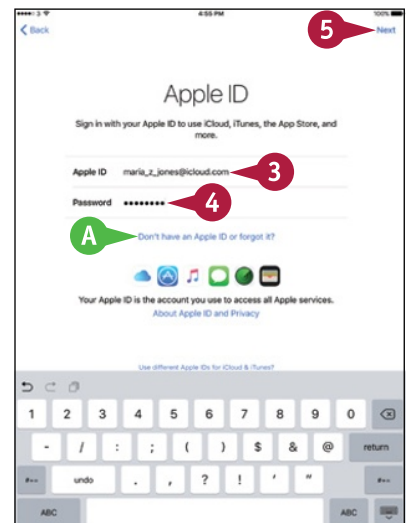 3 4:55 PM 100%
Back 5 Next
Apple ID
Sign in with your Apple ID to use iCloud, iTunes, the App Store, and
more.
Apple ID maria_z_jones@icloud.com 3
Password •••••••• 4
A Don't have an Apple ID or forgot it?
Your Apple ID is the account you use to access all Apple services.
About Apple ID and Privacy
Use different Apple IDs for iCloud & iTunes?
1 2 3 4 5 6 7 8 9 0
- / : ; ( ) $ & @ return
#+= undo . , ? ! ' " #+=
ABC ABC